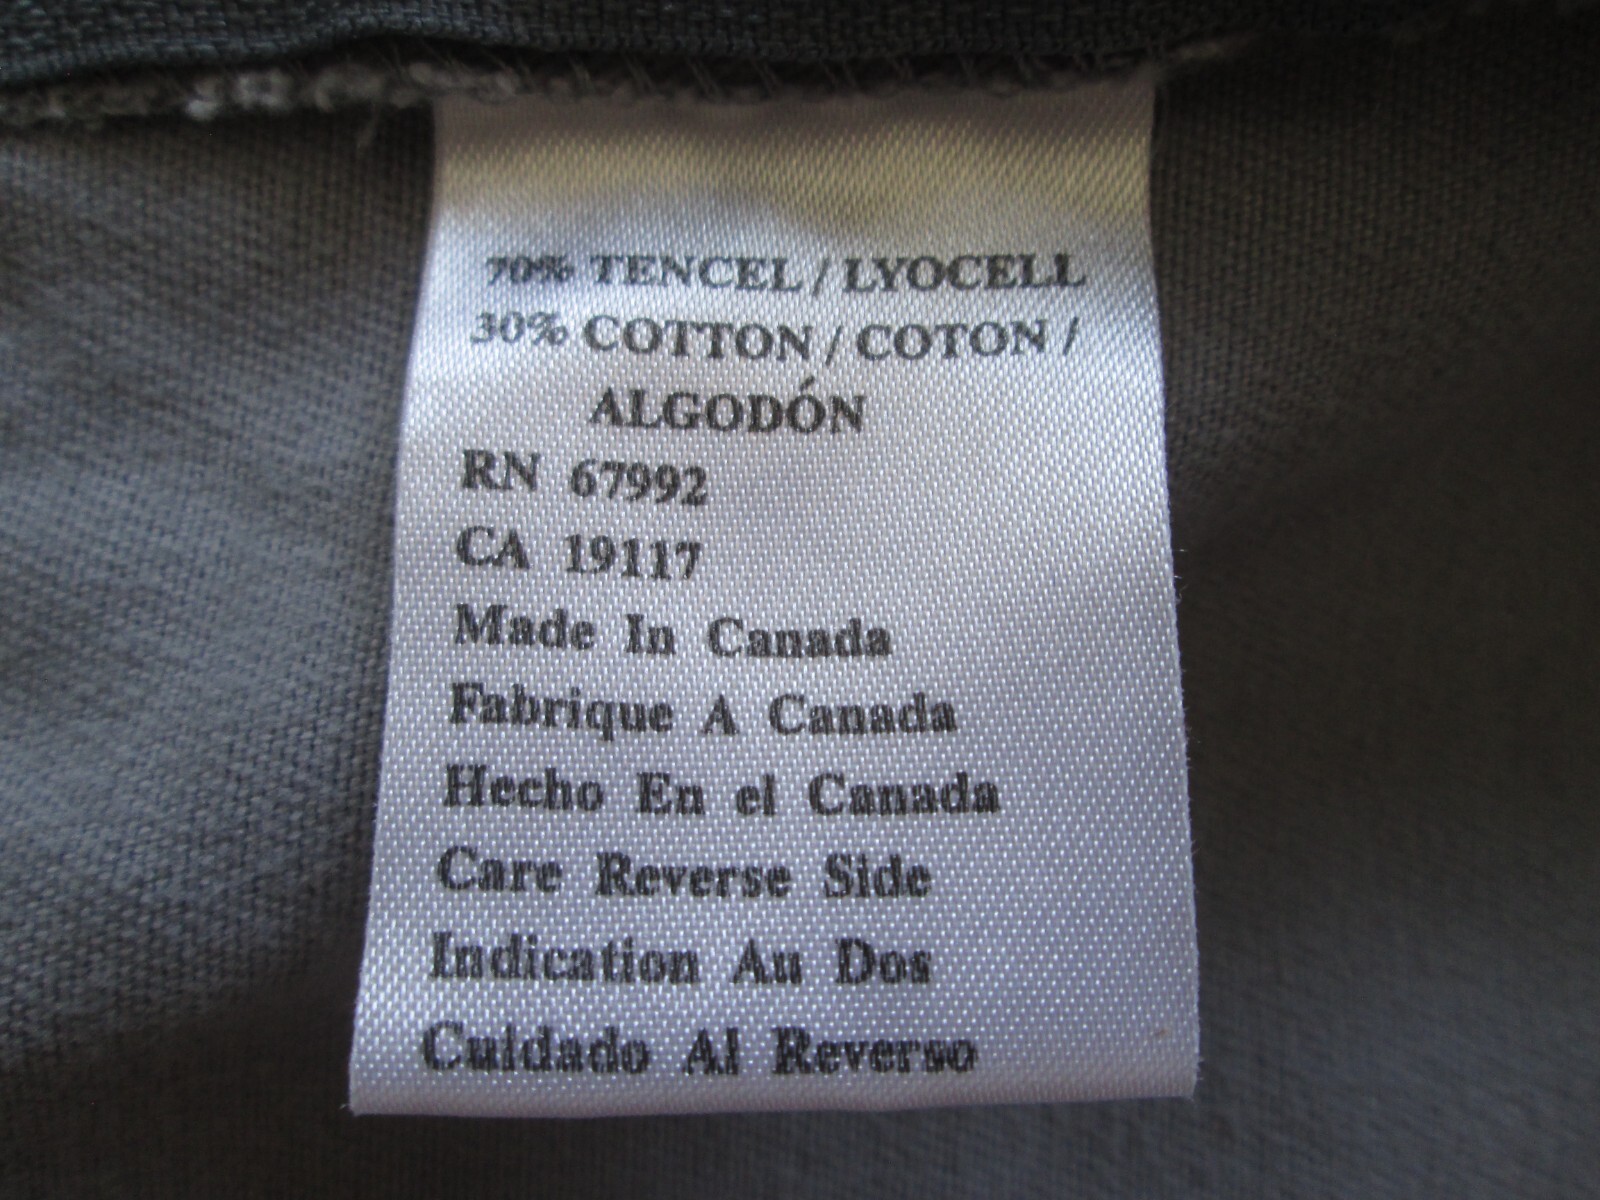 70% TENCEL / LYOCELL
30% COTTON / COTON /
ALGODÓN
RN 67992
CA 19117
Made In Canada
Fabrique A Canada
Hecho En el Canada
Care Reverse Side
Indication Au Dos
Cuidado Al Reverso